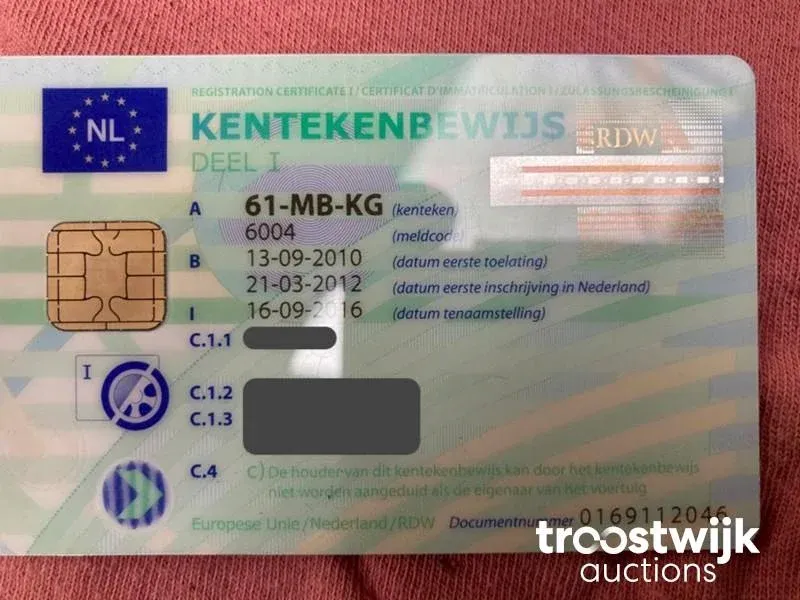 REGISTRATION CERTIFICATE I / CERTIFICAT D'IMMATRICULATION I / ZULASSUNGSBESCHEINIGUNG I
NL
KENTEKENBEWIJS
RDW
DEEL I
A 61-MB-KG (kenteken)
6004 (meldcode)
B 13-09-2010 (datum eerste toelating)
21-03-2012 (datum eerste inschrijving in Nederland)
I 16-09-2016 (datum tenaamstelling)
C.1.1
I
C.1.2
C.1.3
C.4 C) De houder van dit kentekenbewijs kan door het kentekenbewijs
niet worden aangeduid als de eigenaar van het voertuig
Europese Unie/Nederland/RDW Documentnummer 0169112046
troostwijk
auctions